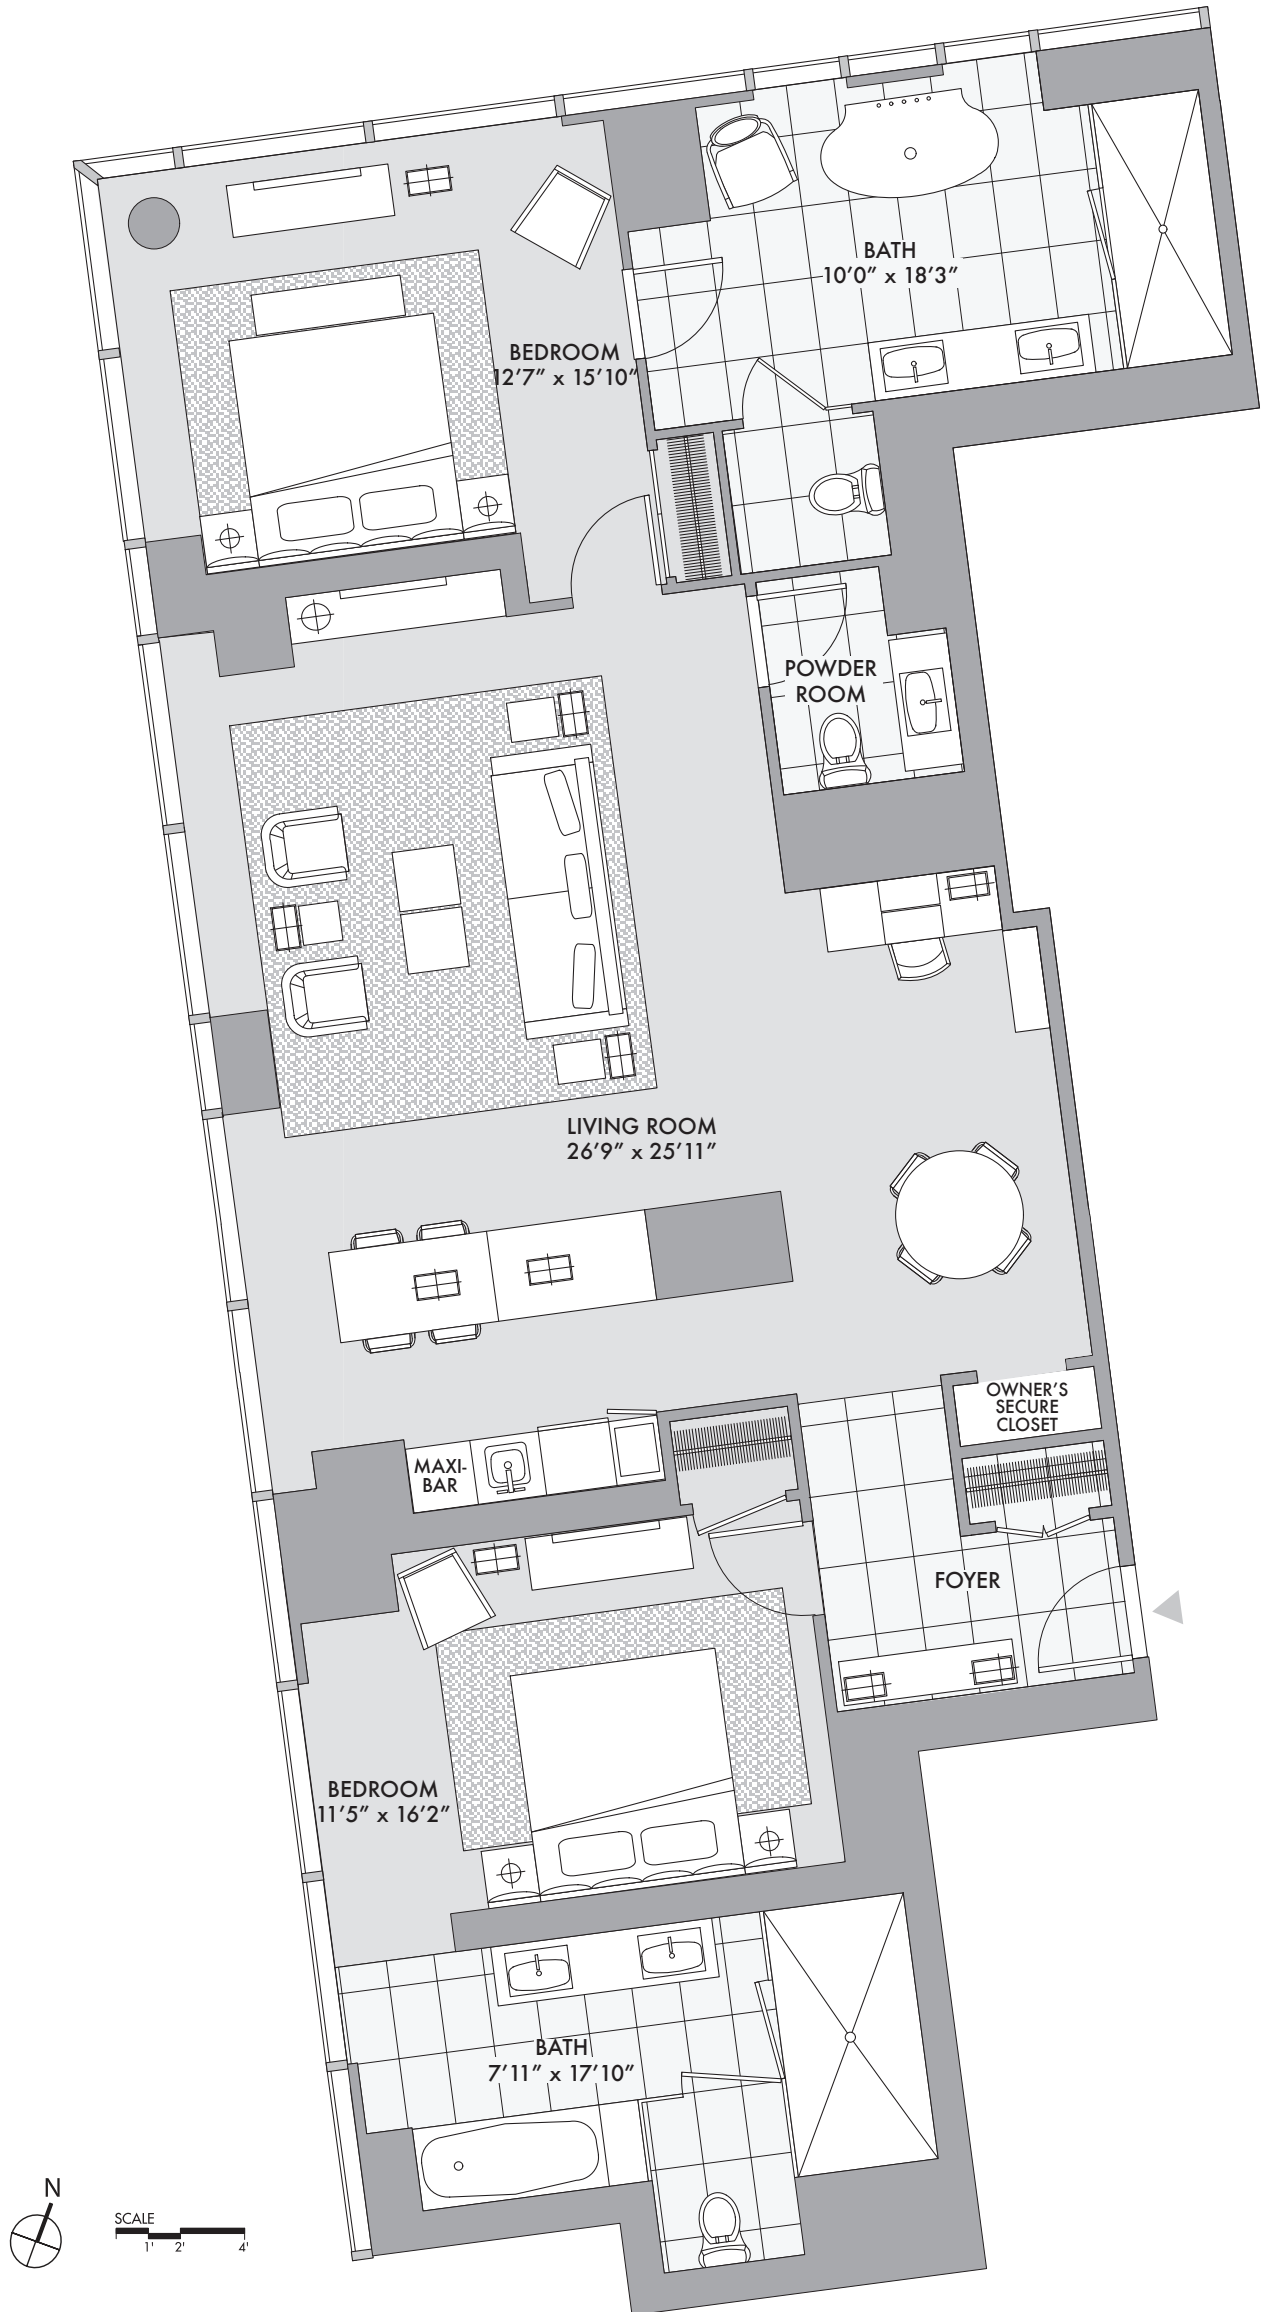 BATH
10’0” x 18’3”
BEDROOM
12’7” x 15’10”
POWDER
ROOM
LIVING ROOM
26’9” x 25’11”
OWNER’S
SECURE
CLOSET
MAXI-
BAR
FOYER
BEDROOM
11’5” x 16’2”
BATH
7’11” x 17’10”
N
SCALE
1' 2' 4'